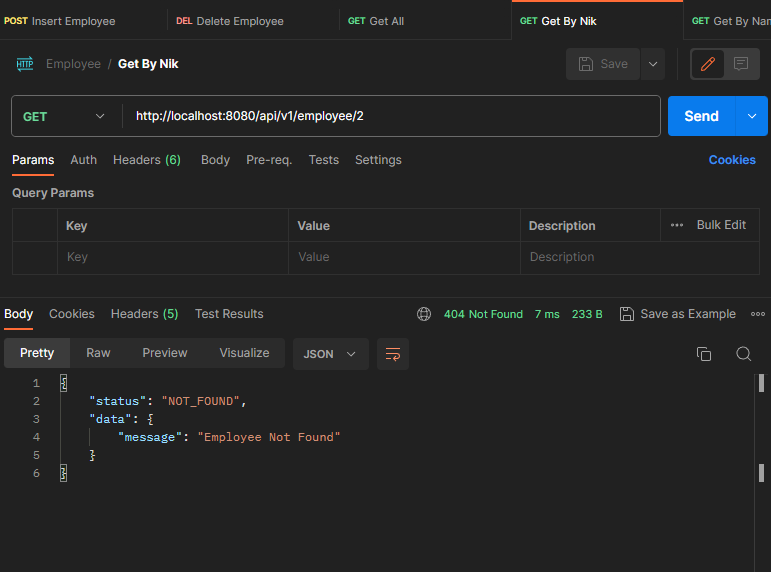 POST Insert Employee DEL Delete Employee GET Get All GET Get By Nik GET Get By Nam
HTTP Employee / Get By Nik Save
GET http://localhost:8080/api/v1/employee/2 Send
Params Auth Headers (6) Body Pre-req. Tests Settings Cookies
Query Params
Key Value Description ••• Bulk Edit
Key Value Description
Body Cookies Headers (5) Test Results 404 Not Found 7 ms 233 B Save as Example
Pretty Raw Preview Visualize JSON
1 {
2 "status": "NOT_FOUND",
3 "data": {
4 "message": "Employee Not Found"
5 }
6 }